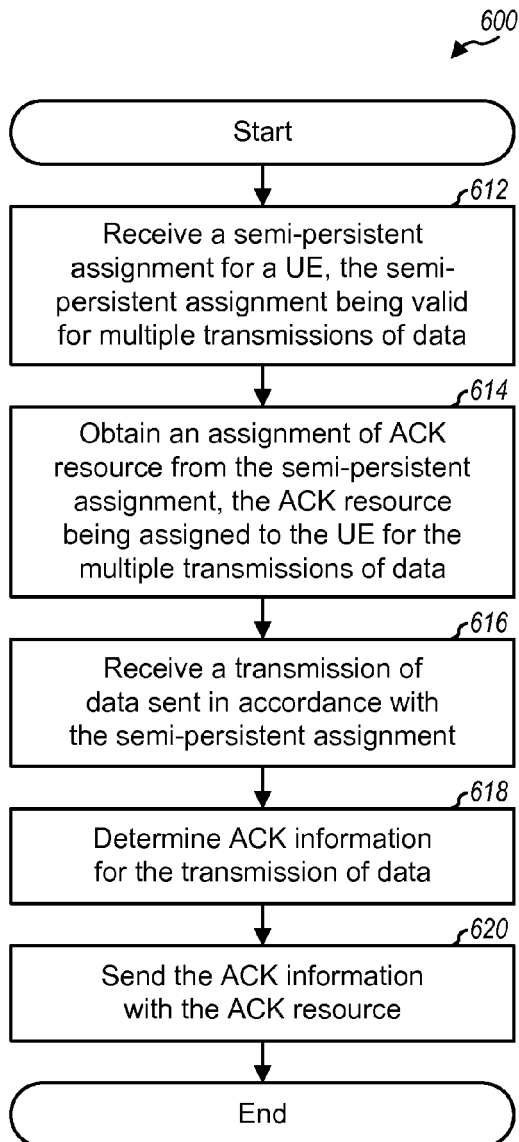 600
Start
612
Receive a semi-persistent
assignment for a UE, the semi-
persistent assignment being valid
for multiple transmissions of data
614
Obtain an assignment of ACK
resource from the semi-persistent
assignment, the ACK resource
being assigned to the UE for the
multiple transmissions of data
616
Receive a transmission of
data sent in accordance with
the semi-persistent assignment
618
Determine ACK information
for the transmission of data
620
Send the ACK information
with the ACK resource
End